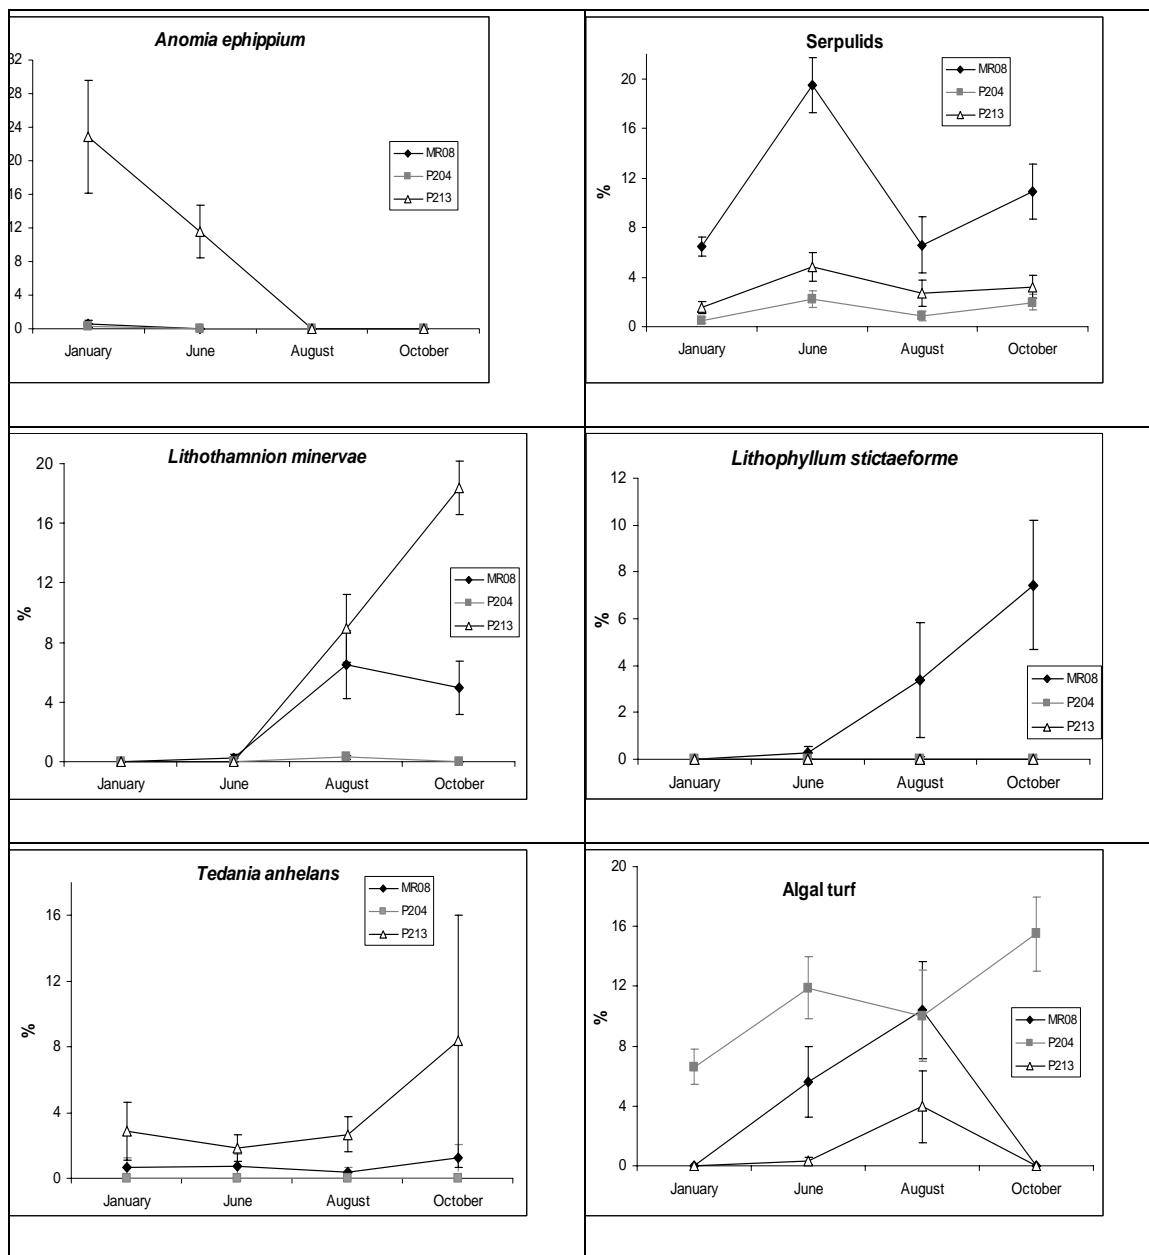 Anomia ephippium
32
28
24
20
16
12
8
4
0
January June August October
MR08
P204
P213
Serpulids
%
20
16
12
8
4
0
January June August October
MR08
P204
P213
Lithothamnion minervae
%
20
16
12
8
4
0
January June August October
MR08
P204
P213
Lithophyllum stictaeforme
%
12
10
8
6
4
2
0
January June August October
MR08
P204
P213
Tedania anhelans
%
16
12
8
4
0
January June August October
MR08
P204
P213
Algal turf
%
20
16
12
8
4
0
January June August October
MR08
P204
P213